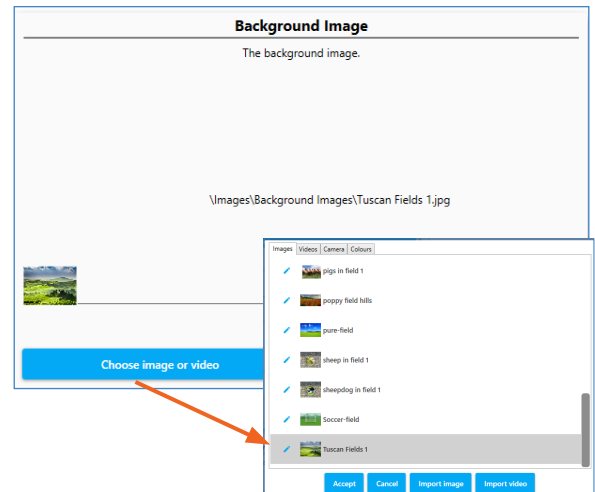 Background Image
The background image.
\Images\Background Images\Tuscan Fields 1.jpg
Choose image or video
Images Videos Camera Colours
pigs in field 1
poppy field hills
pure-field
sheep in field 1
sheepdog in field 1
Soccer-field
Tuscan Fields 1
Accept Cancel Import image Import video